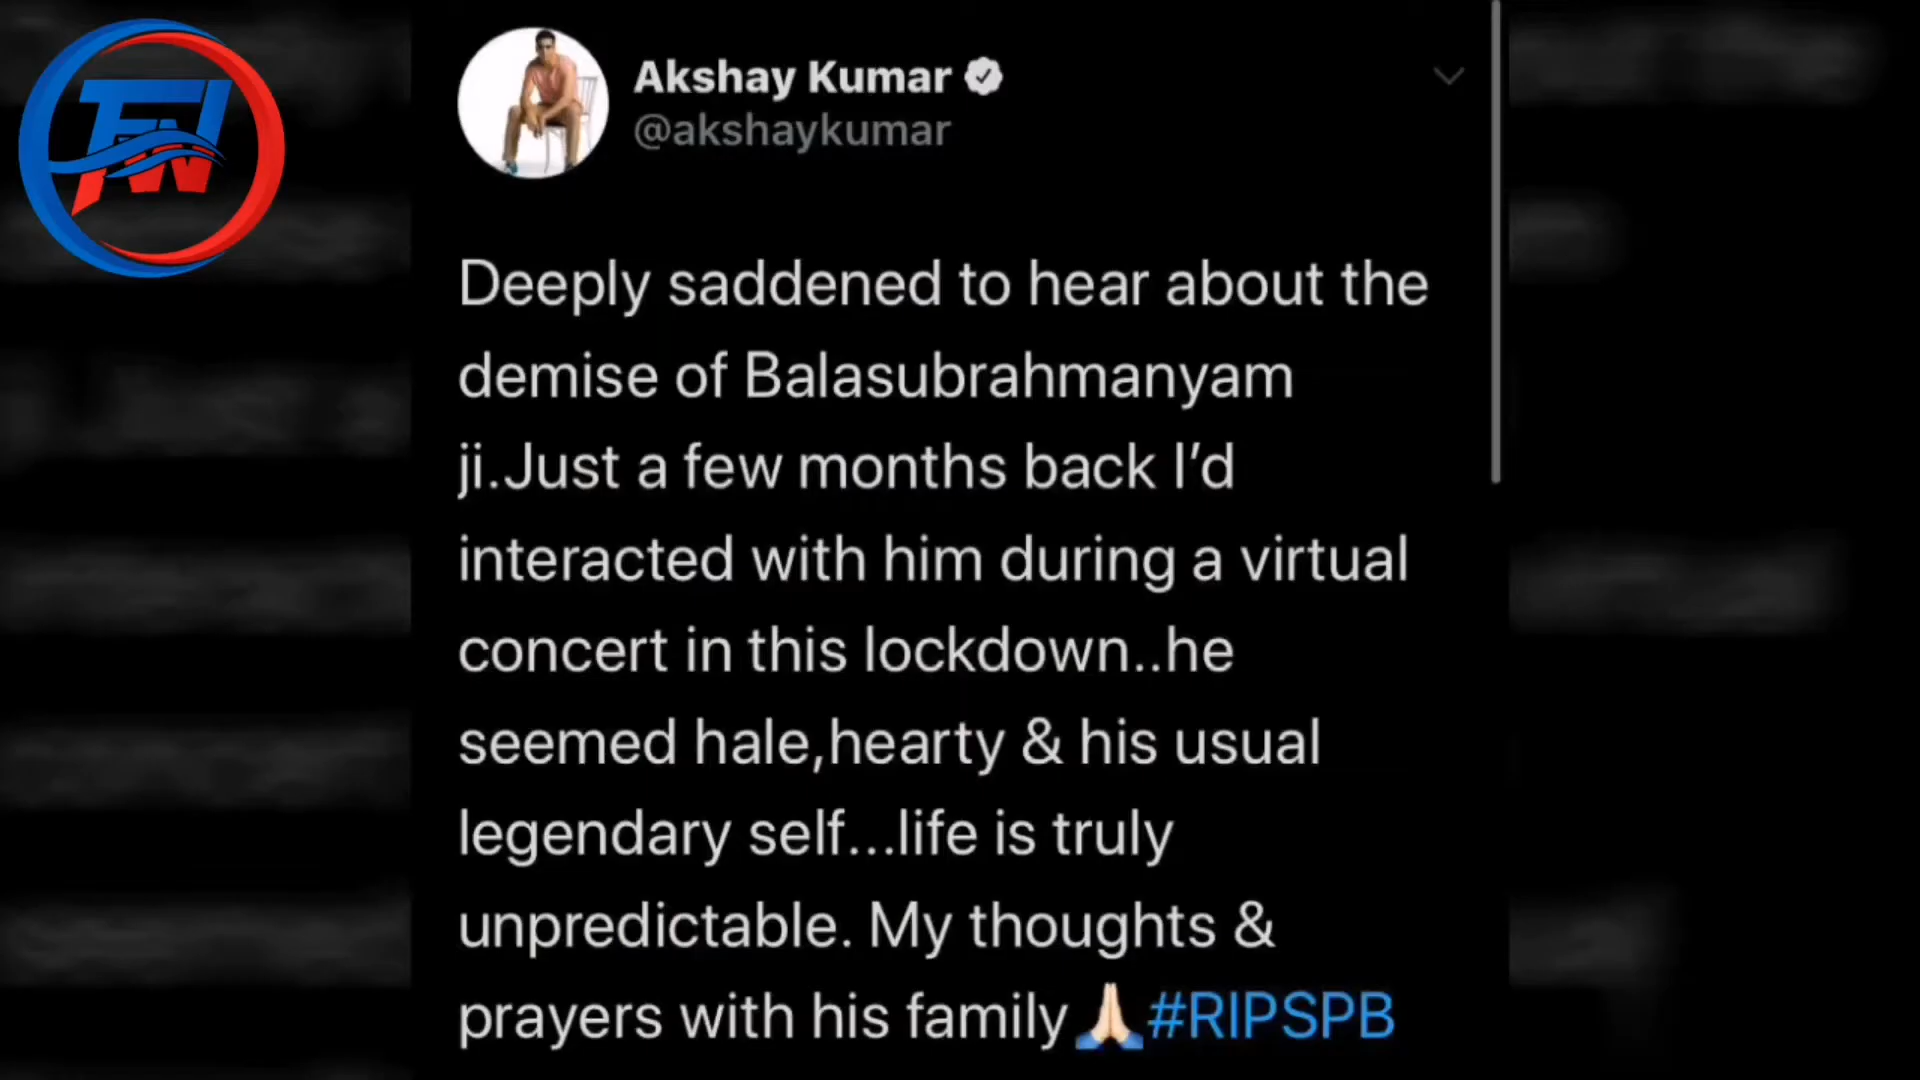 Akshay Kumar
@akshaykumar
Deeply saddened to hear about the
demise of Balasubrahmanyam
ji.Just a few months back I’d
interacted with him during a virtual
concert in this lockdown..he
seemed hale,hearty & his usual
legendary self...life is truly
unpredictable. My thoughts &
prayers with his family🙏🏻#RIPSPB